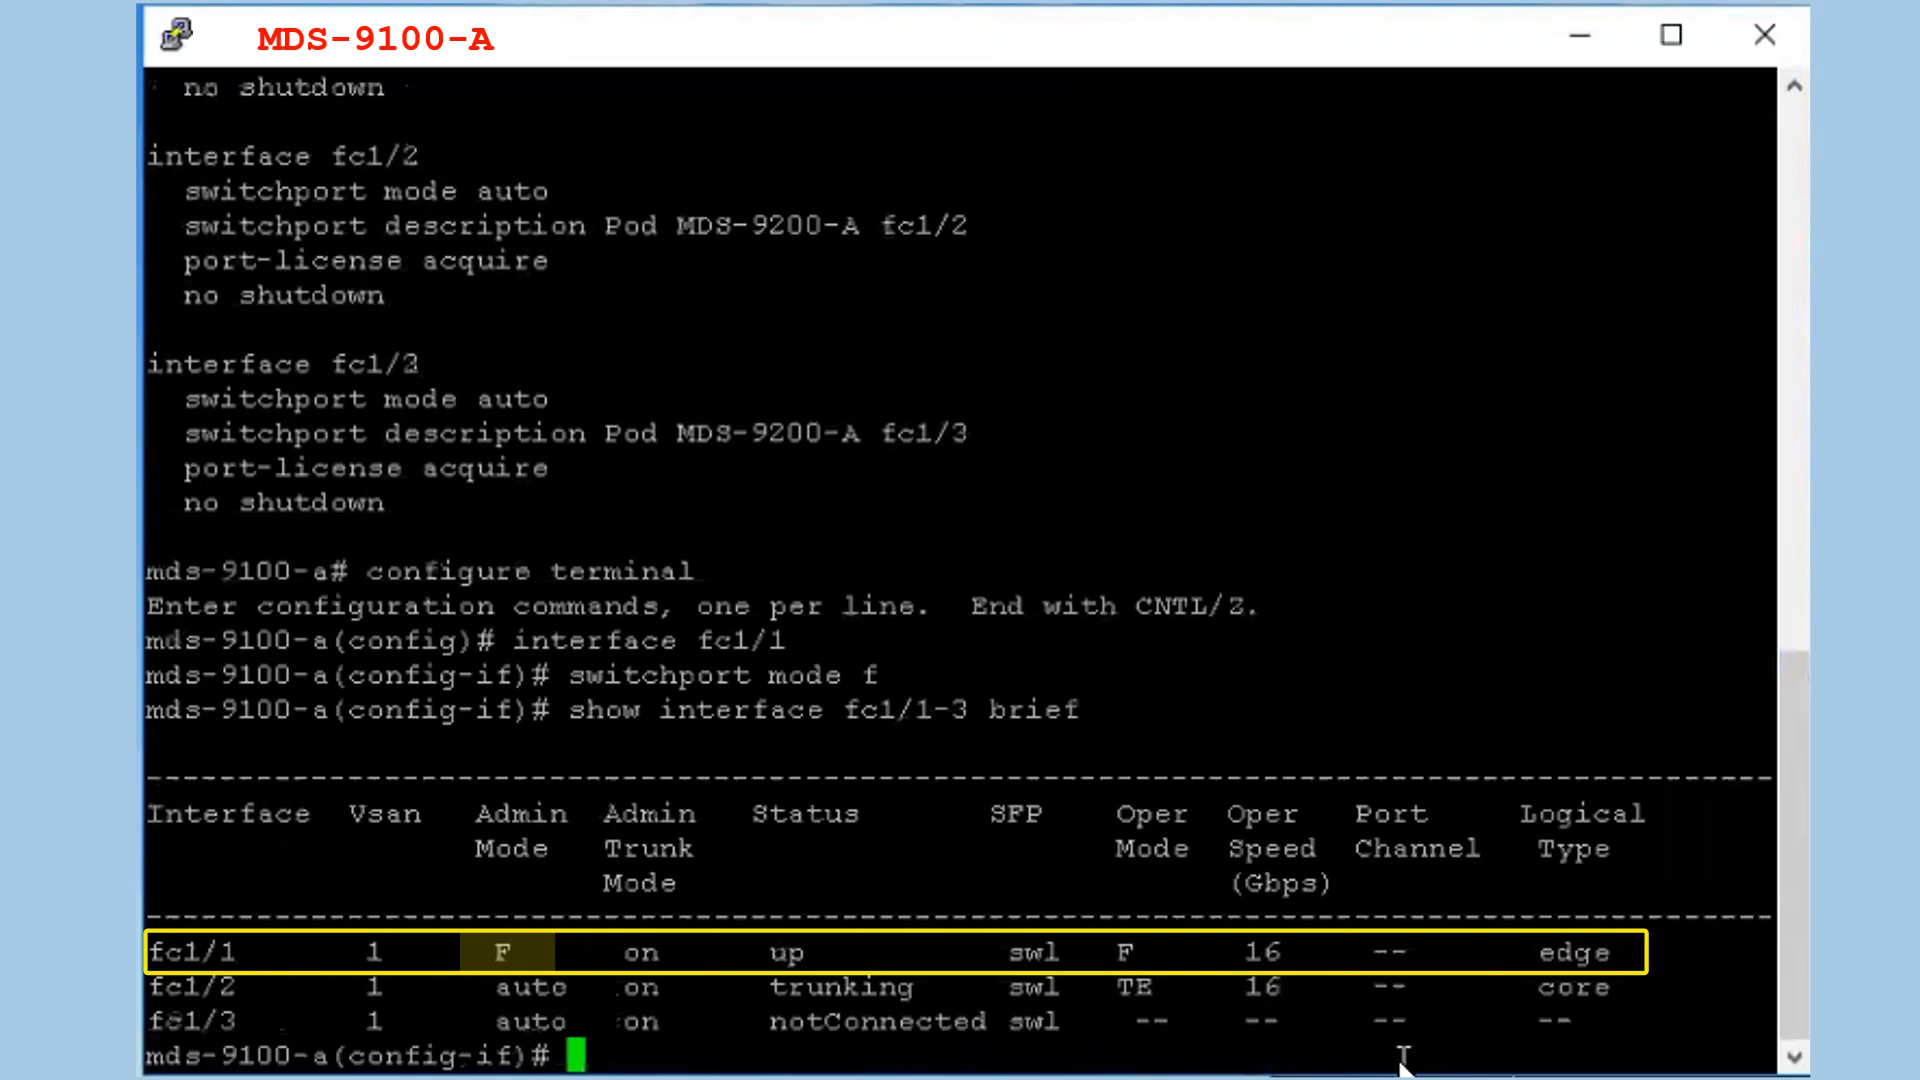 MDS-9100-A
no shutdown
interface fc1/2
switchport mode auto
switchport description Pod MDS-9200-A fc1/2
port-license acquire
no shutdown
interface fc1/3
switchport mode auto
switchport description Pod MDS-9200-A fc1/3
port-license acquire
no shutdown
mds-9100-a# configure terminal
Enter configuration commands, one per line. End with CNTL/Z.
mds-9100-a(config)# interface fc1/1
mds-9100-a(config-if)# switchport mode f
mds-9100-a(config-if)# show interface fc1/1-3 brief
-------------------------------------------------------------------------------
Interface Vsan Admin Admin Status SFP Oper Oper Port Logical
Mode Trunk Mode Speed Channel Type
Mode (Gbps)
-------------------------------------------------------------------------------
fc1/1 1 F on up swl F 16 -- edge
fc1/2 1 auto on trunking swl TE 16 -- core
fc1/3 1 auto on notConnected swl -- -- -- --
mds-9100-a(config-if)#